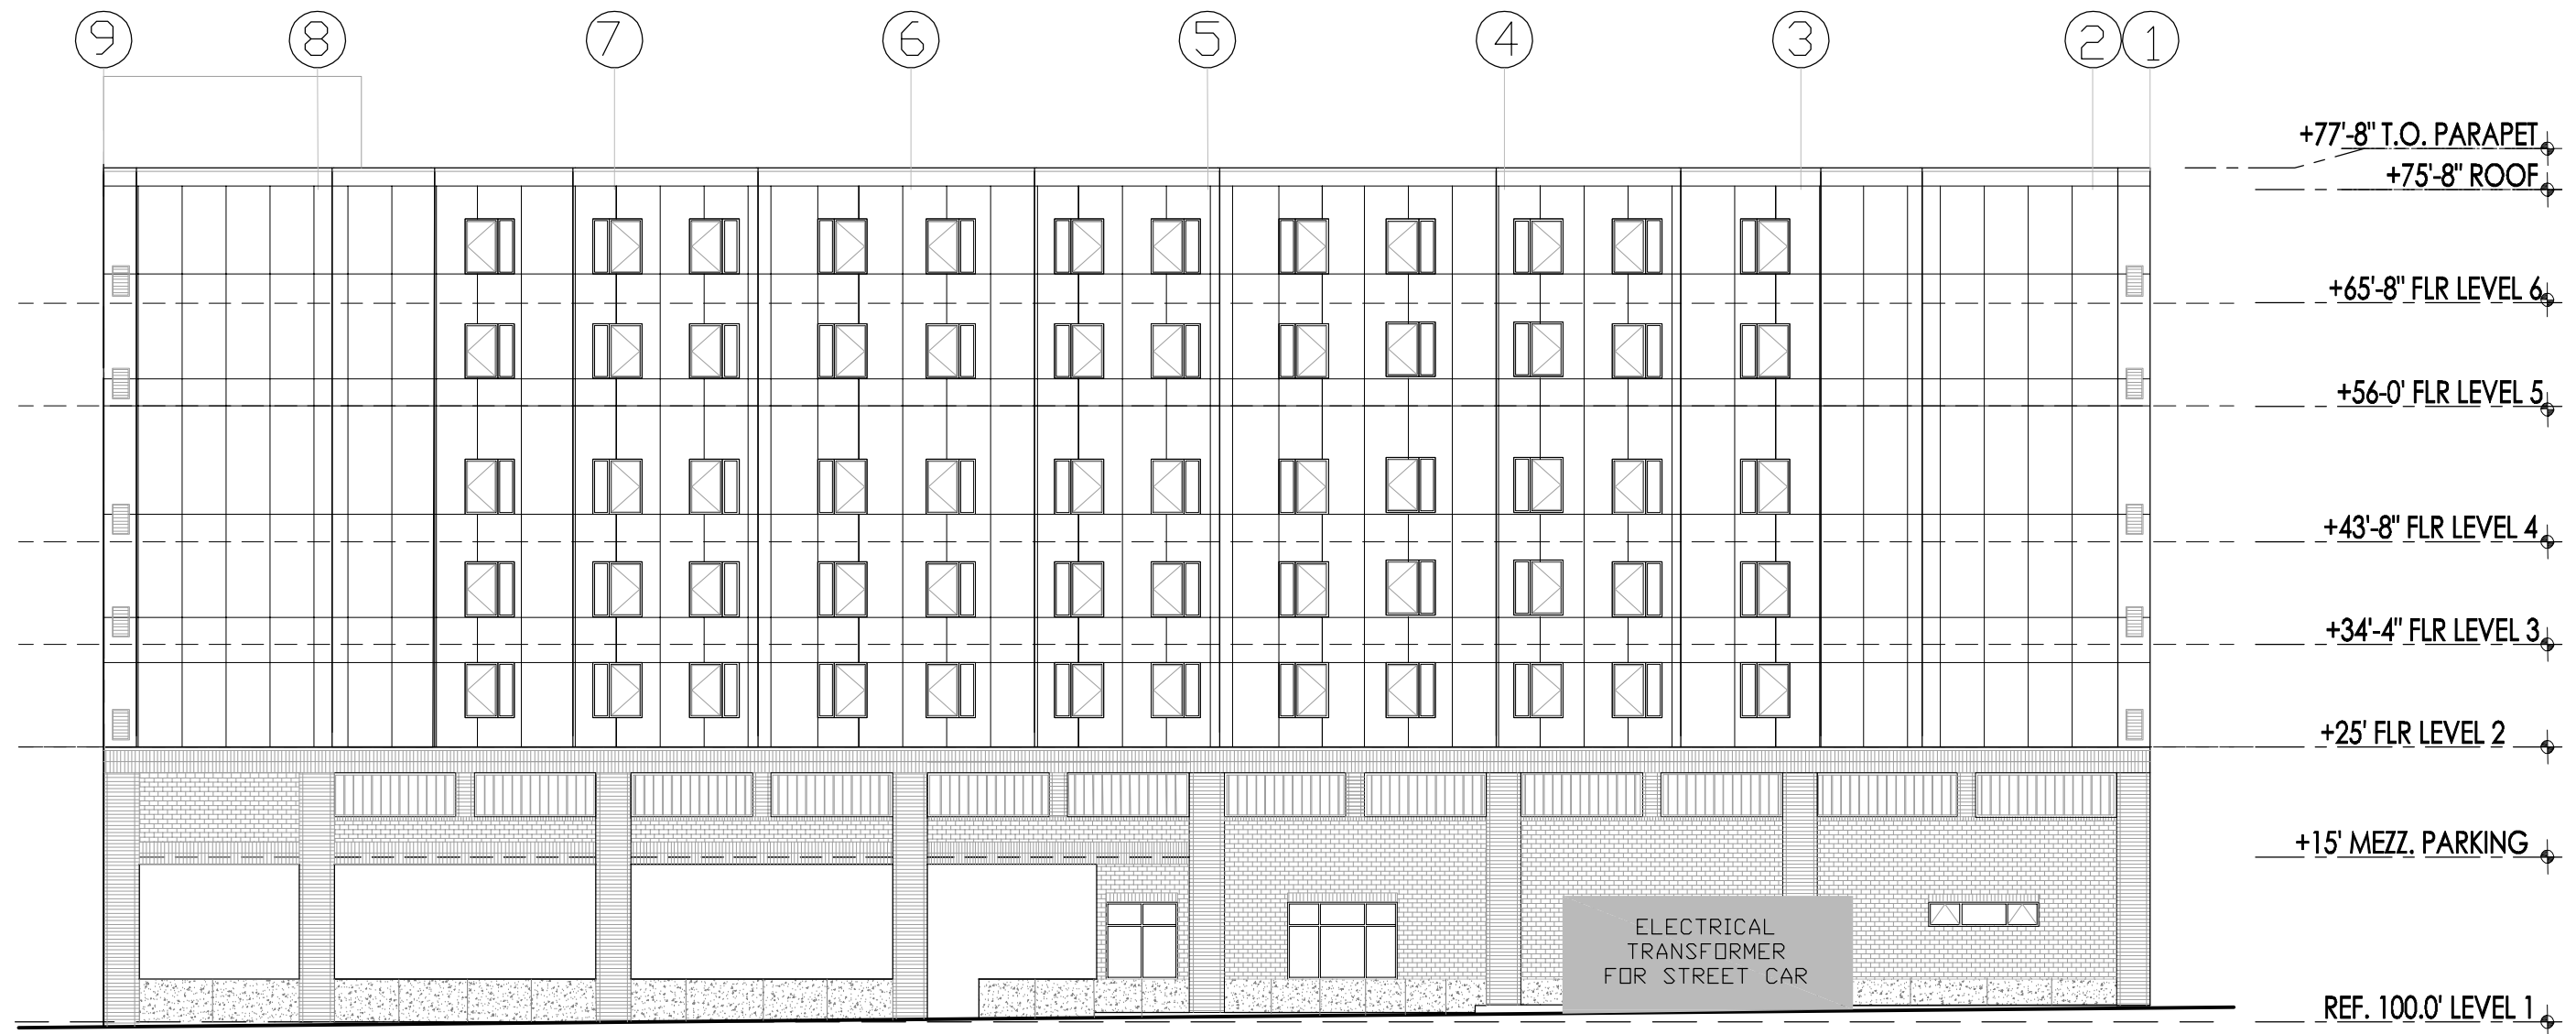 9 8 7 6 5 4 3 2 1
+77'-8" T.O. PARAPET
+75'-8" ROOF
+65'-8" FLR LEVEL 6
+56-0' FLR LEVEL 5
+43'-8" FLR LEVEL 4
+34'-4" FLR LEVEL 3
+25' FLR LEVEL 2
+15' MEZZ. PARKING
ELECTRICAL
TRANSFORMER
FOR STREET CAR
REF. 100.0' LEVEL 1